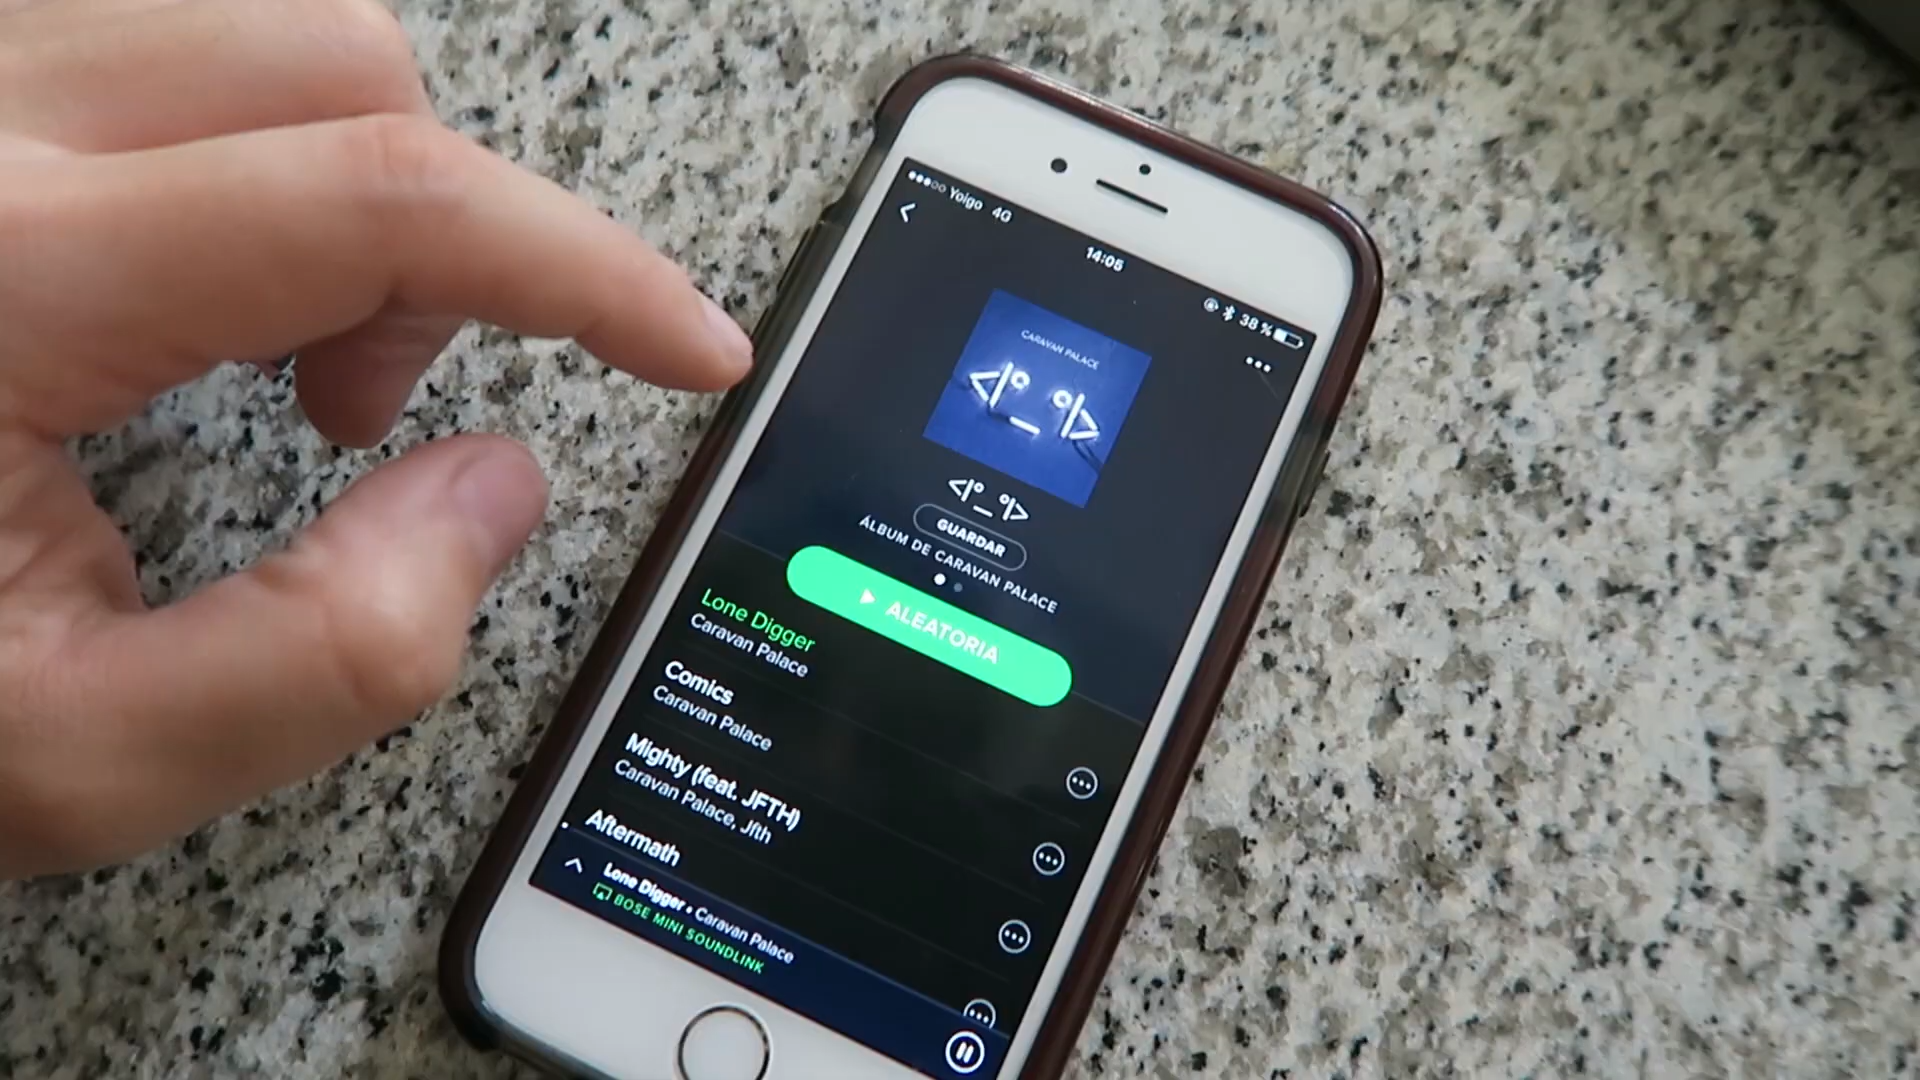 Yoigo 4G
14:05
38 %
CARAVAN PALACE
<|°_°|>
<|°_°|>
GUARDAR
ÁLBUM DE CARAVAN PALACE
ALEATORIA
Lone Digger
Caravan Palace
Comics
Caravan Palace
Mighty (feat. JFTH)
Caravan Palace, Jfth
Aftermath
Lone Digger • Caravan Palace
BOSE MINI SOUNDLINK